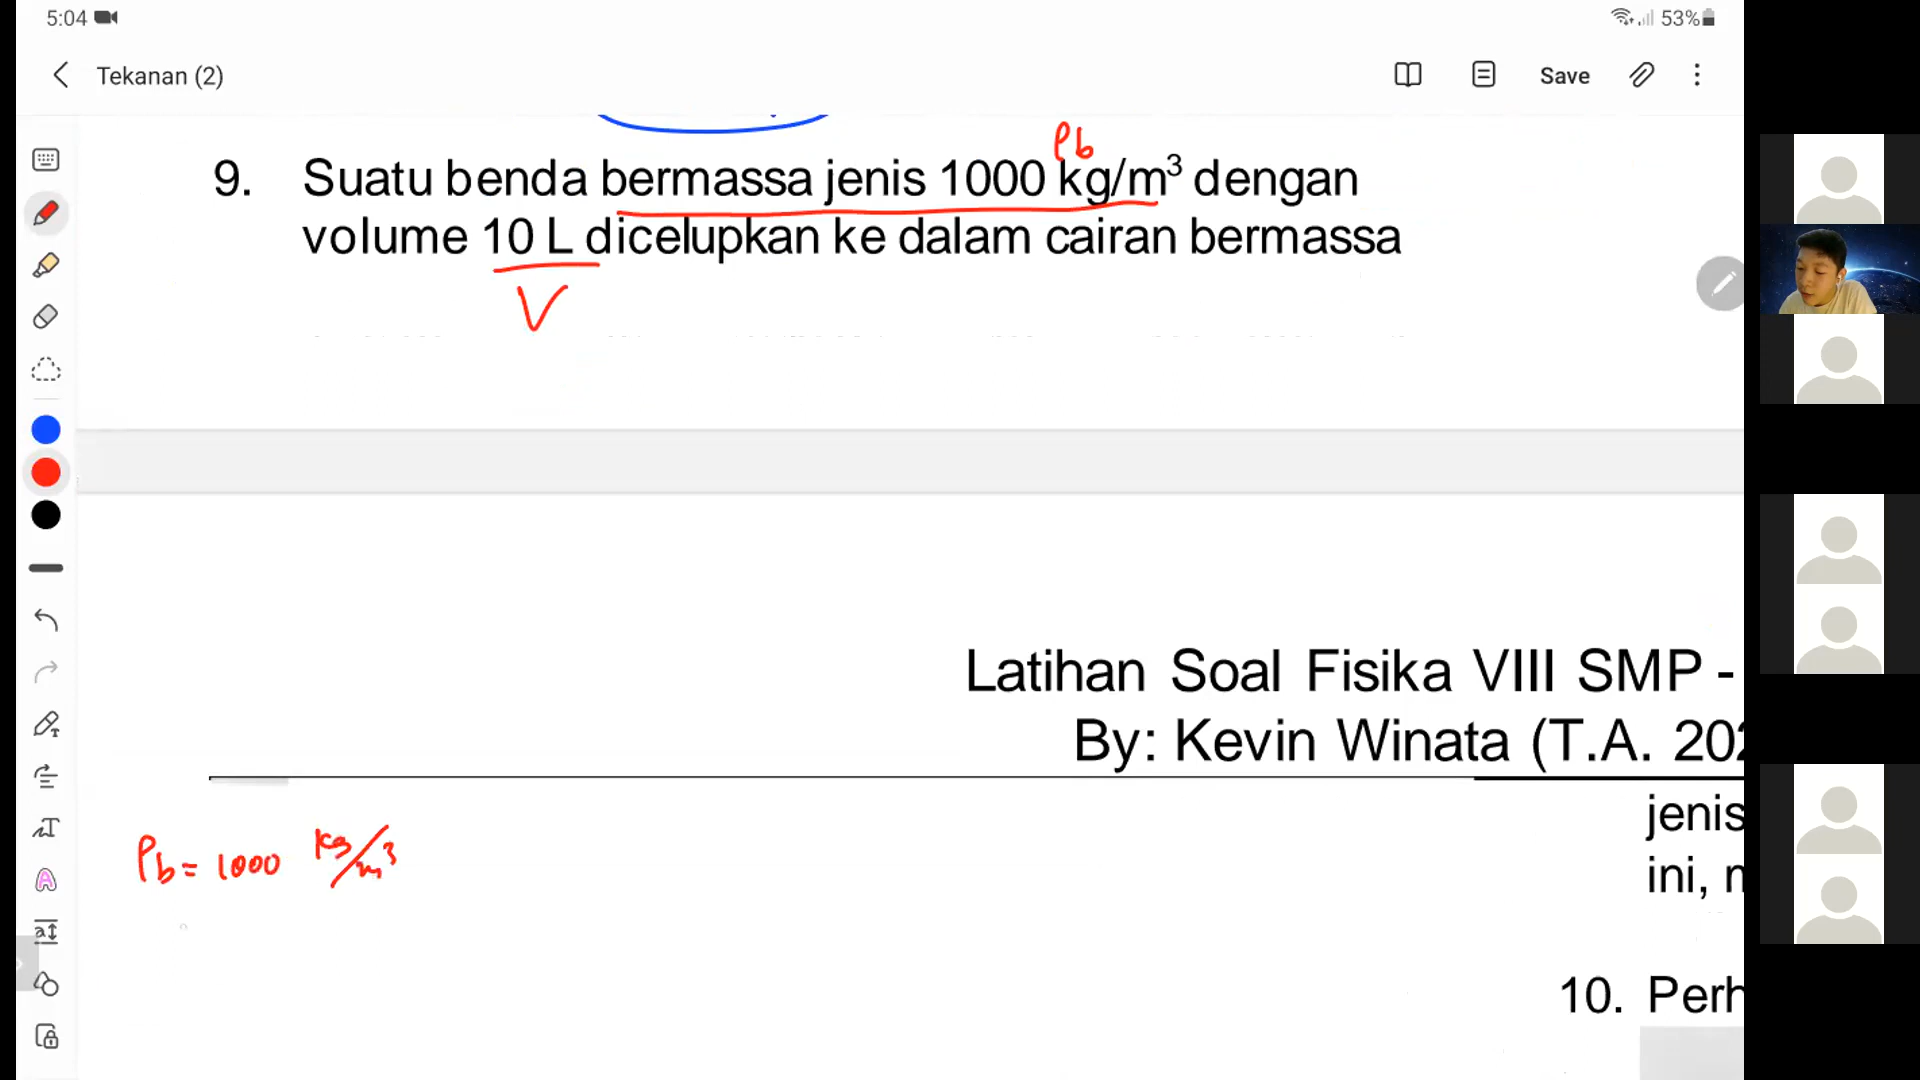 5:04
53%
Tekanan (2)
Save
ρb
9. Suatu benda bermassa jenis 1000 kg/m³ dengan
volume 10 L dicelupkan ke dalam cairan bermassa
V
Latihan Soal Fisika VIII SMP -
By: Kevin Winata (T.A. 202
jenis
ini,
ρb = 1000 kg/m³
10. Perh